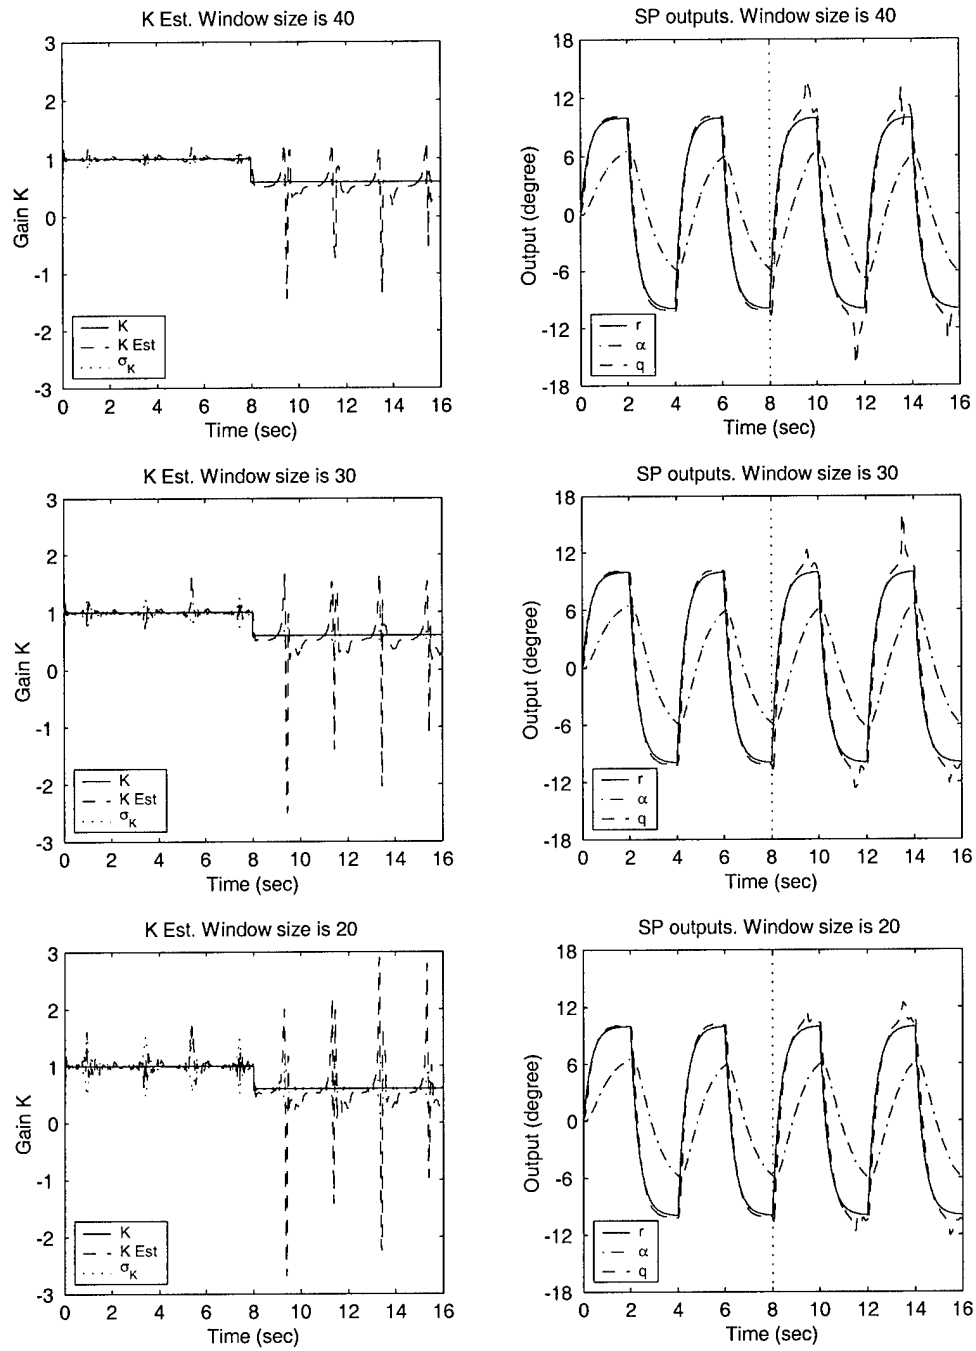 K Est. Window size is 40
3
2
1
0
-1
-2
-3
Gain K
K
K Est
σK
0 2 4 6 8 10 12 14 16
Time (sec)
SP outputs. Window size is 40
18
12
6
0
-6
-12
-18
Output (degree)
r
α
q
0 2 4 6 8 10 12 14 16
Time (sec)
K Est. Window size is 30
3
2
1
0
-1
-2
-3
Gain K
K
K Est
σK
0 2 4 6 8 10 12 14 16
Time (sec)
SP outputs. Window size is 30
18
12
6
0
-6
-12
-18
Output (degree)
r
α
q
0 2 4 6 8 10 12 14 16
Time (sec)
K Est. Window size is 20
3
2
1
0
-1
-2
-3
Gain K
K
K Est
σK
0 2 4 6 8 10 12 14 16
Time (sec)
SP outputs. Window size is 20
18
12
6
0
-6
-12
-18
Output (degree)
r
α
q
0 2 4 6 8 10 12 14 16
Time (sec)